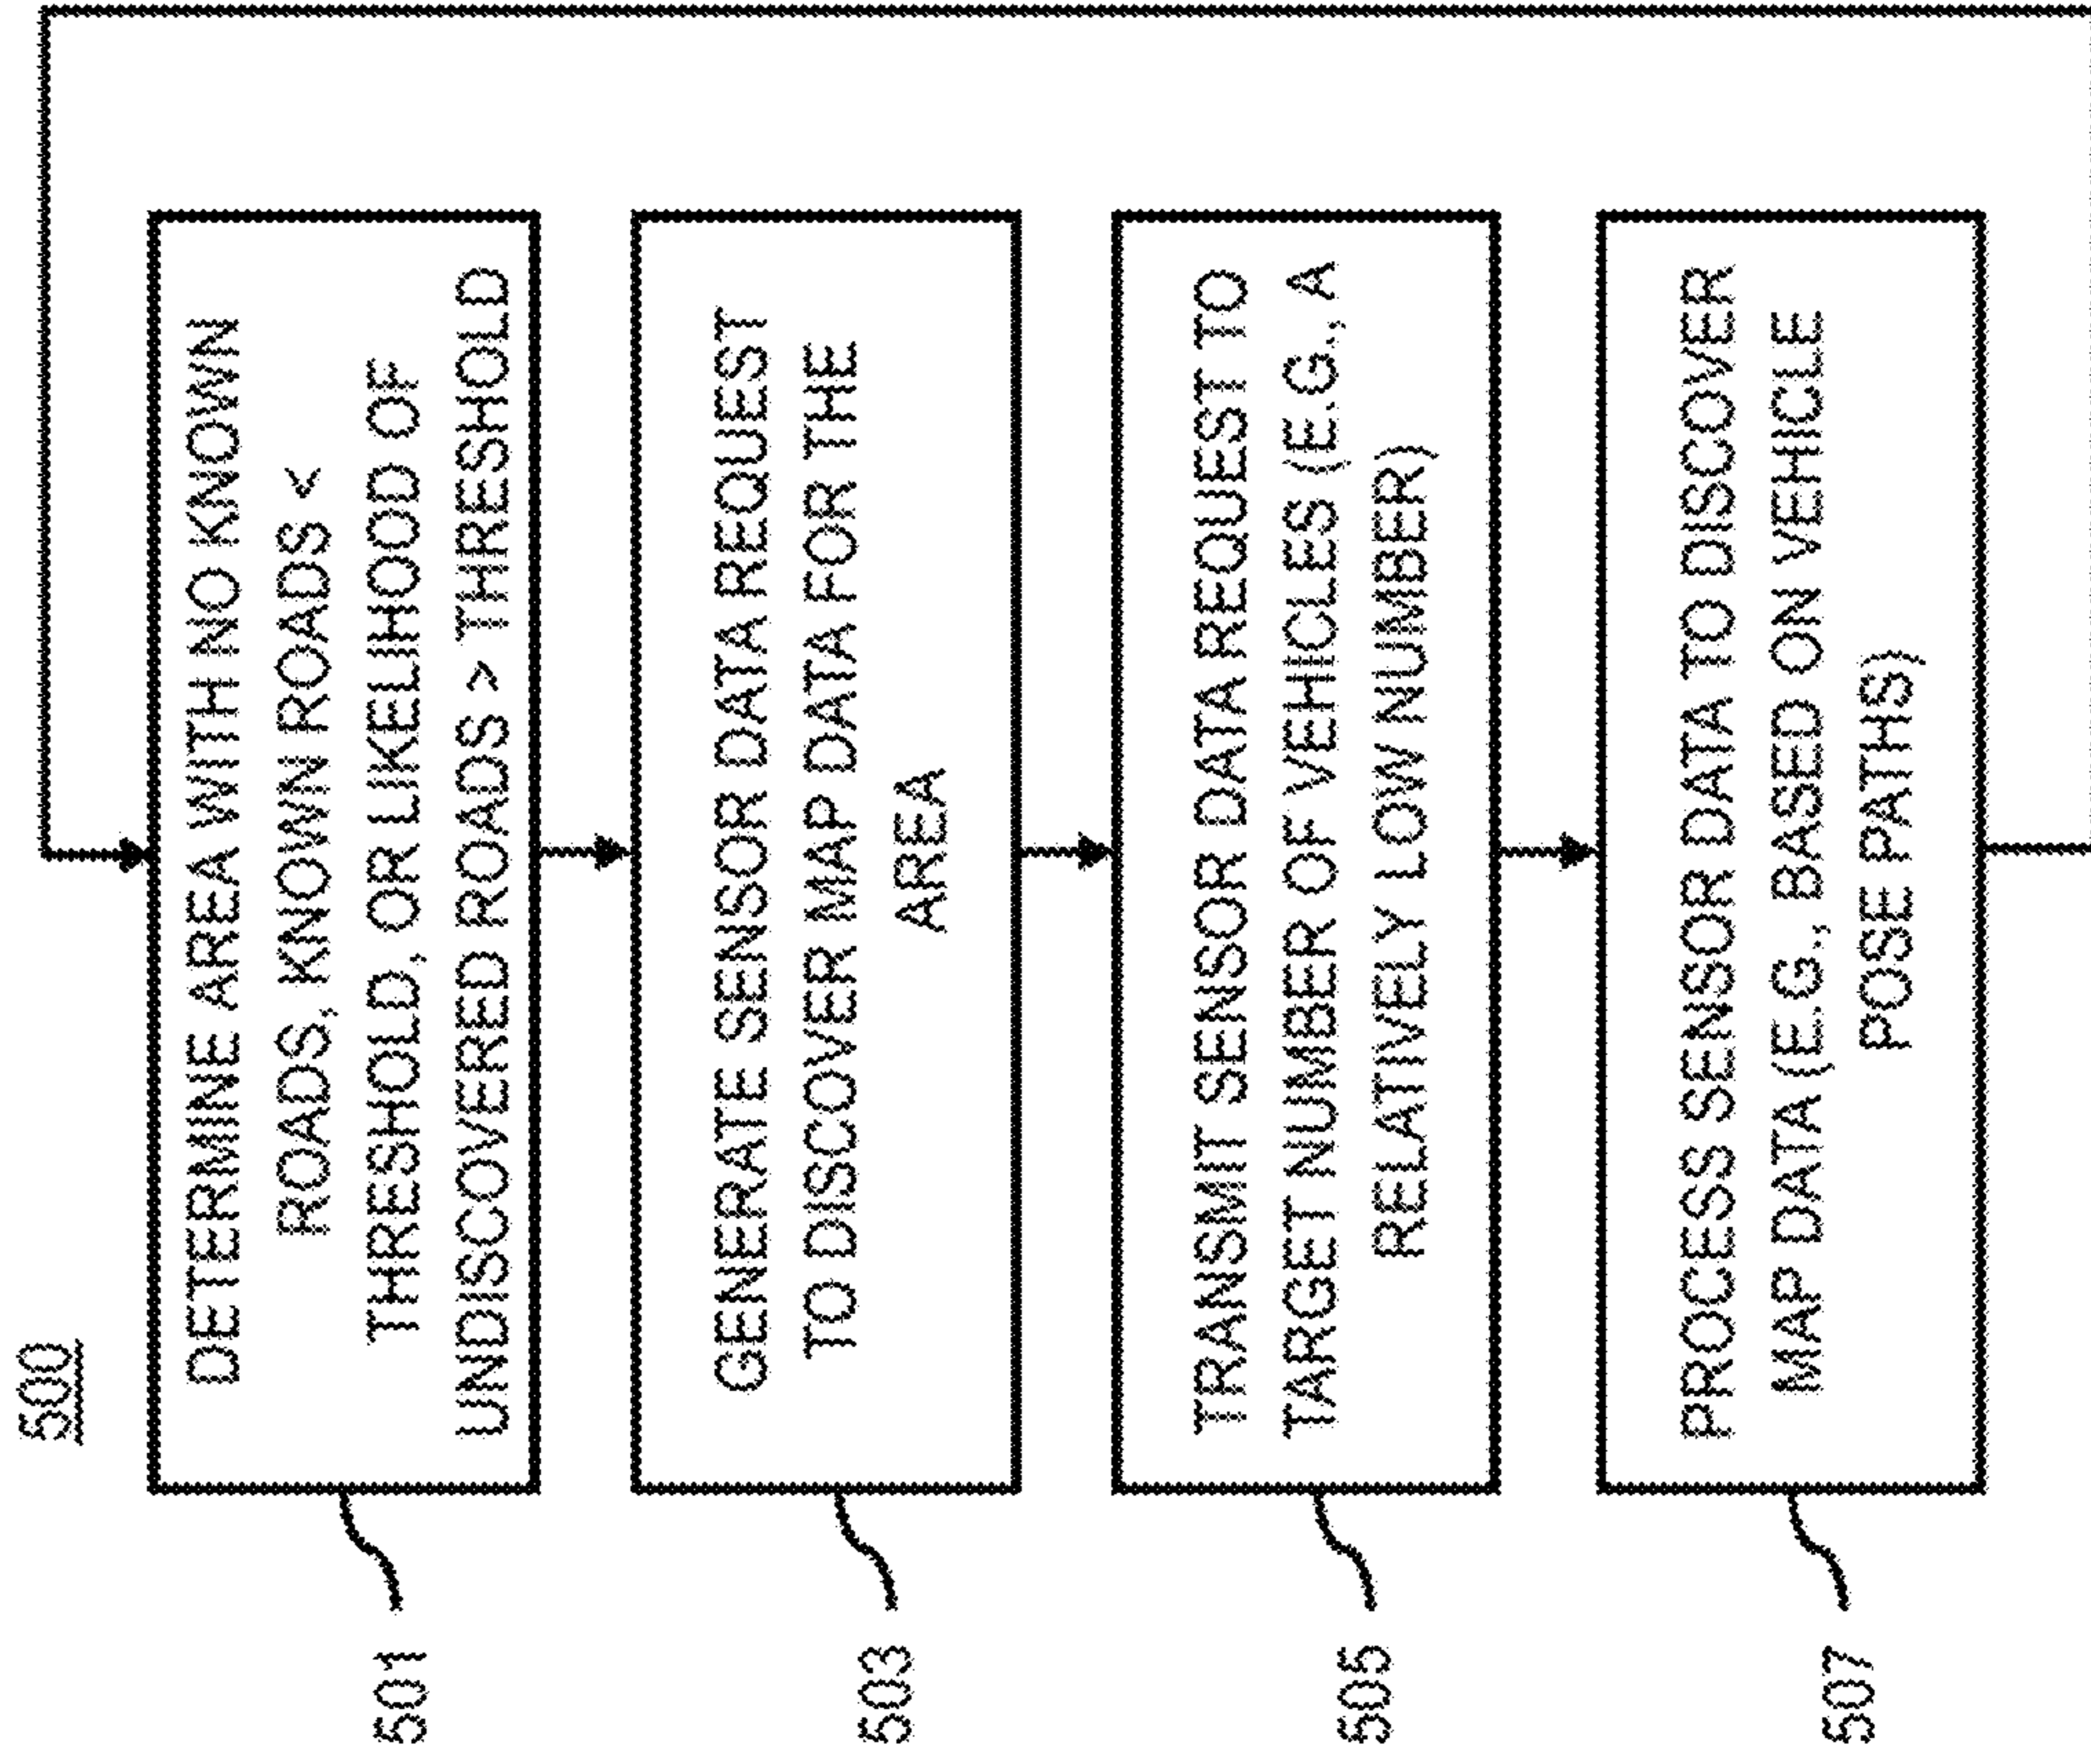 500
501
DETERMINE AREA WITH NO KNOWN
ROADS, KNOWN ROADS <
THRESHOLD, OR LIKELIHOOD OF
UNDISCOVERED ROADS > THRESHOLD
503
GENERATE SENSOR DATA REQUEST
TO DISCOVER MAP DATA FOR THE
AREA
505
TRANSMIT SENSOR DATA REQUEST TO
TARGET NUMBER OF VEHICLES (E.G., A
RELATIVELY LOW NUMBER)
507
PROCESS SENSOR DATA TO DISCOVER
MAP DATA (E.G., BASED ON VEHICLE
POSE PATHS)